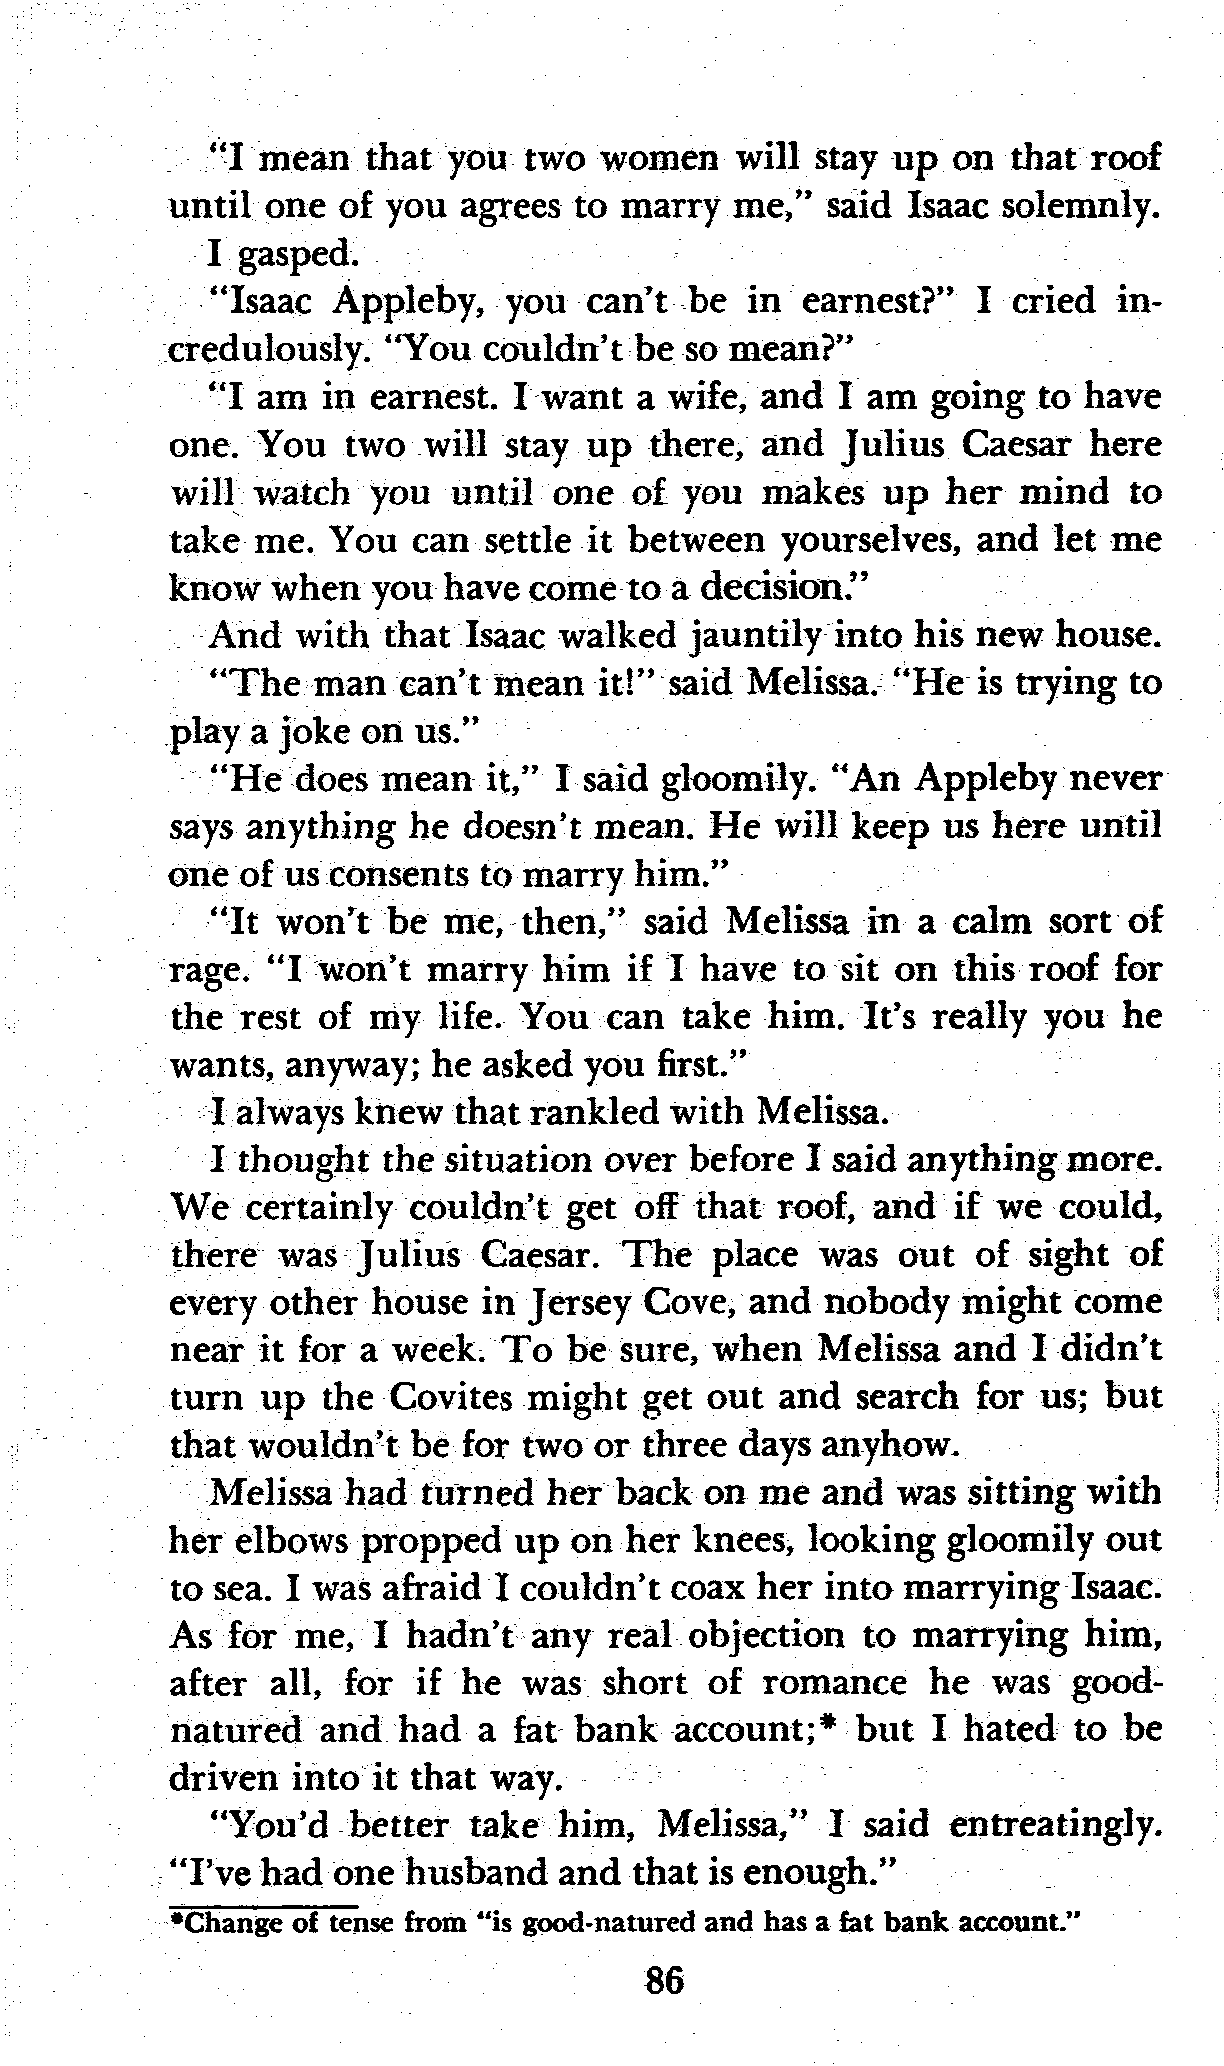 “I mean that you two women will stay up on that roof
until one of you agrees to marry me,” said Isaac solemnly.
I gasped.
“Isaac Appleby, you can’t be in earnest?” I cried in-
credulously. “You couldn’t be so mean?”
“I am in earnest. I want a wife, and I am going to have
one. You two will stay up there, and Julius Caesar here
will watch you until one of you makes up her mind to
take me. You can settle it between yourselves, and let me
know when you have come to a decision.”
And with that Isaac walked jauntily into his new house.
“The man can’t mean it!” said Melissa. “He is trying to
play a joke on us.”
“He does mean it,” I said gloomily. “An Appleby never
says anything he doesn’t mean. He will keep us here until
one of us consents to marry him.”
“It won’t be me, then,” said Melissa in a calm sort of
rage. “I won’t marry him if I have to sit on this roof for
the rest of my life. You can take him. It’s really you he
wants, anyway; he asked you first.”
I always knew that rankled with Melissa.
I thought the situation over before I said anything more.
We certainly couldn’t get off that roof, and if we could,
there was Julius Caesar. The place was out of sight of
every other house in Jersey Cove, and nobody might come
near it for a week. To be sure, when Melissa and I didn’t
turn up the Covites might get out and search for us; but
that wouldn’t be for two or three days anyhow.
Melissa had turned her back on me and was sitting with
her elbows propped up on her knees, looking gloomily out
to sea. I was afraid I couldn’t coax her into marrying Isaac.
As for me, I hadn’t any real objection to marrying him,
after all, for if he was short of romance he was good-
natured and had a fat bank account;* but I hated to be
driven into it that way.
“You’d better take him, Melissa,” I said entreatingly.
“I’ve had one husband and that is enough.”
*Change of tense from “is good-natured and has a fat bank account.”
86